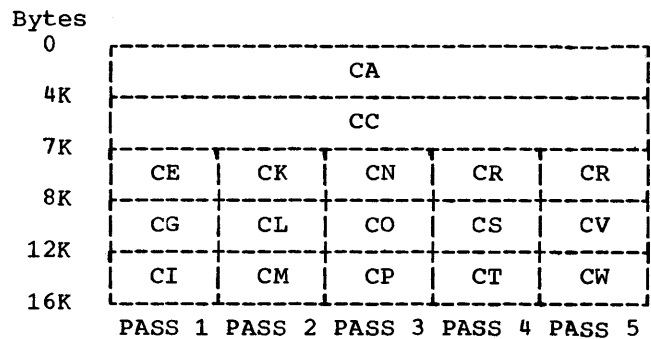 Bytes
0
CA
4K
CC
7K
CE CK CN CR CR
8K
CG CL CO CS CV
12K
CI CM CP CT CW
16K
PASS 1 PASS 2 PASS 3 PASS 4 PASS 5